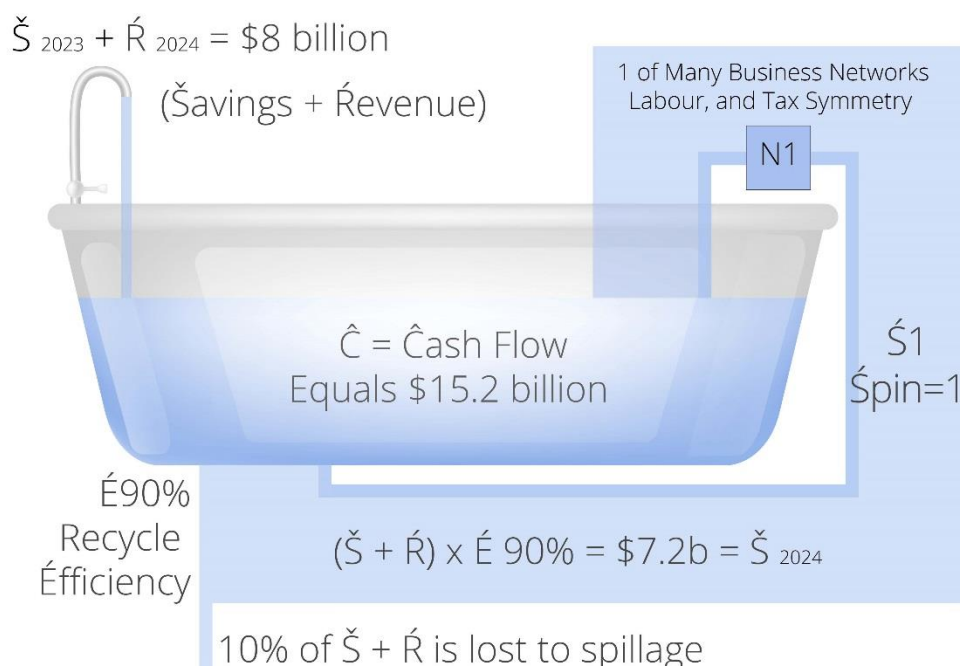 Š 2023 + Ŕ 2024 = $8 billion
(Šavings + Ŕevenue)
1 of Many Business Networks
Labour, and Tax Symmetry
N1
Ĉ = Ĉash Flow
Equals $15.2 billion
Ś1
Śpin=1
É90%
Recycle
Éfficiency
(Š + Ŕ) x É 90% = $7.2b = Š 2024
10% of Š + Ŕ is lost to spillage